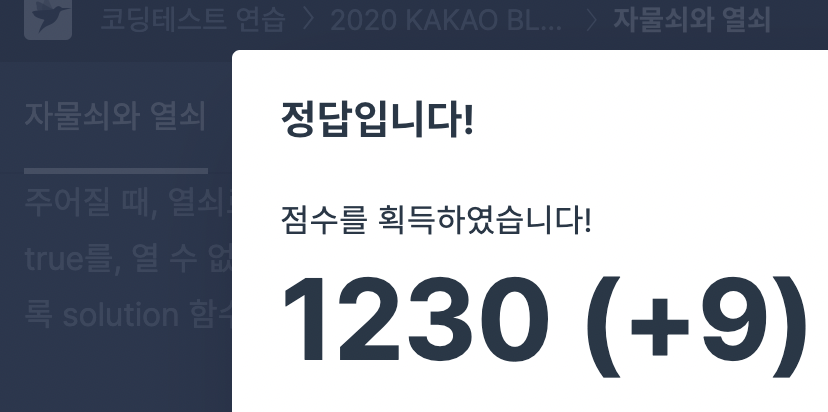 코딩테스트 연습 > 2020 KAKAO BL... > 자물쇠와 열쇠
자물쇠와 열쇠
정답입니다!
주어질 때, 열쇠
점수를 획득하였습니다!
true를, 열 수 없
1230 (+9)
록 solution 함수